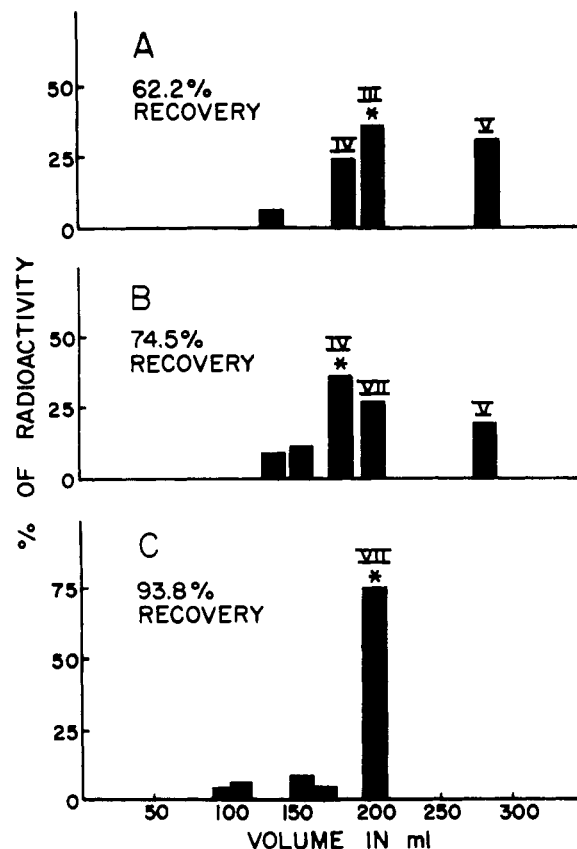 A
62.2%
RECOVERY
50
25
0
IV
III
*
V
B
74.5%
RECOVERY
50
25
0
IV
*
VII
V
C
93.8%
RECOVERY
75
50
25
0
VII
*
50 100 150 200 250 300
VOLUME IN ml
% OF RADIOACTIVITY